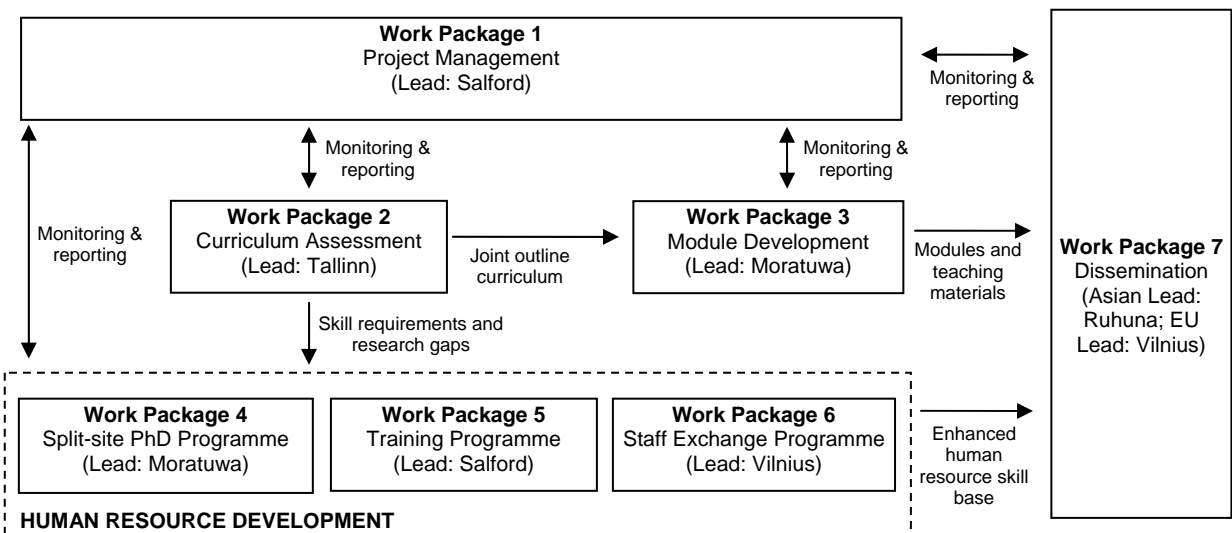 Work Package 1
Project Management
(Lead: Salford)
Monitoring &
reporting
Monitoring &
reporting
Monitoring &
reporting
Monitoring &
reporting
Work Package 2
Curriculum Assessment
(Lead: Tallinn)
Joint outline
curriculum
Work Package 3
Module Development
(Lead: Moratuwa)
Modules and
teaching
materials
Work Package 7
Dissemination
(Asian Lead:
Ruhuna; EU
Lead: Vilnius)
Skill requirements and
research gaps
Work Package 4
Split-site PhD Programme
(Lead: Moratuwa)
Work Package 5
Training Programme
(Lead: Salford)
Work Package 6
Staff Exchange Programme
(Lead: Vilnius)
Enhanced
human
resource skill
base
HUMAN RESOURCE DEVELOPMENT